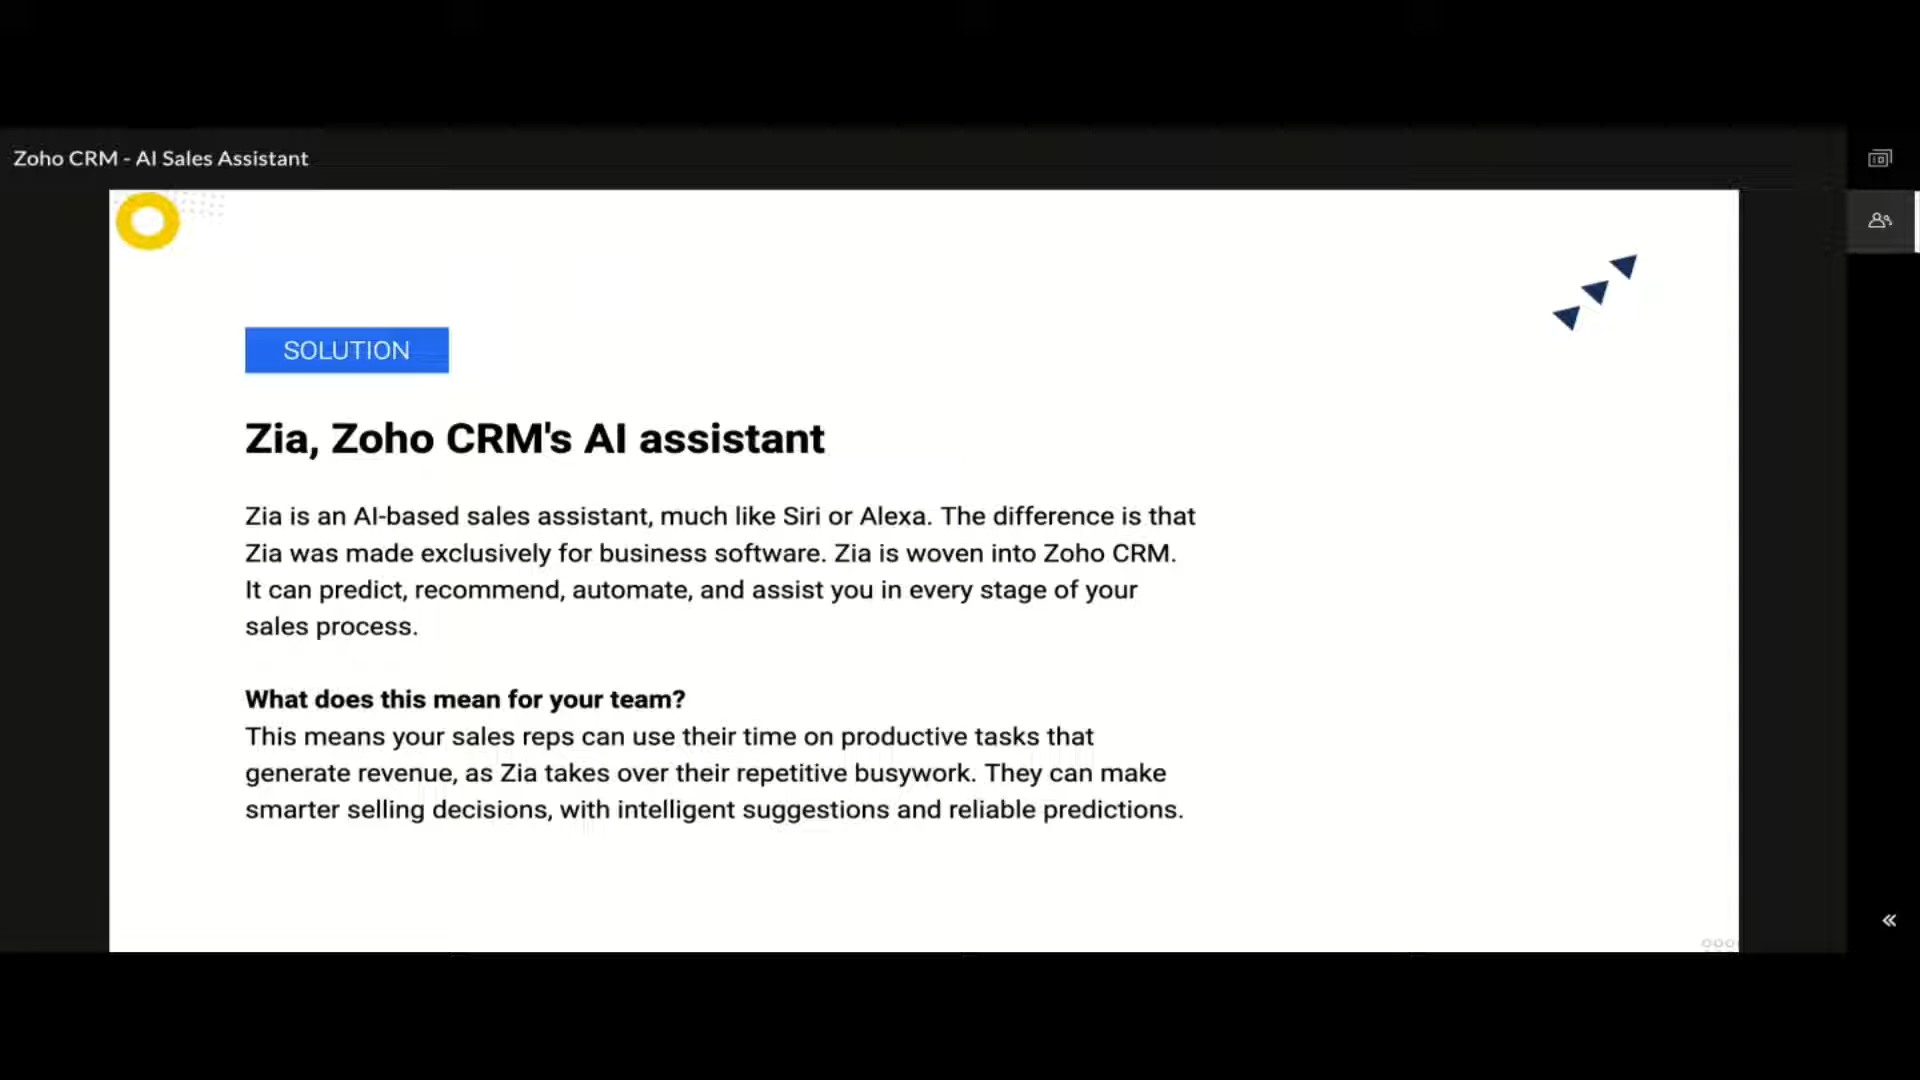 Zoho CRM - AI Sales Assistant
SOLUTION
Zia, Zoho CRM's AI assistant
Zia is an AI-based sales assistant, much like Siri or Alexa. The difference is that
Zia was made exclusively for business software. Zia is woven into Zoho CRM.
It can predict, recommend, automate, and assist you in every stage of your
sales process.
What does this mean for your team?
This means your sales reps can use their time on productive tasks that
generate revenue, as Zia takes over their repetitive busywork. They can make
smarter selling decisions, with intelligent suggestions and reliable predictions.